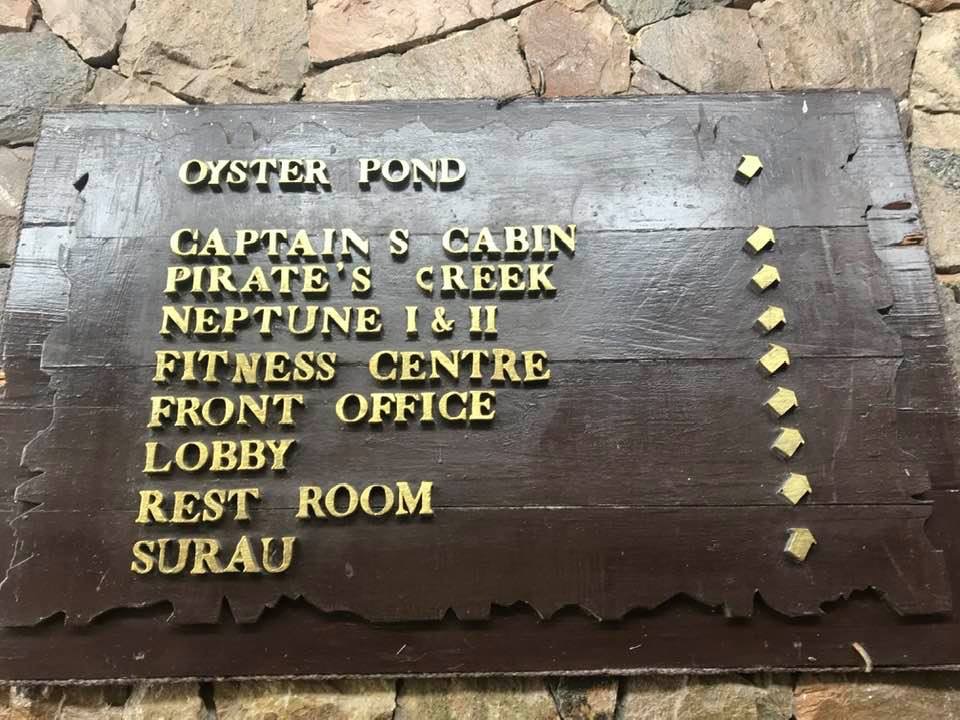 OYSTER POND
CAPTAIN S CABIN
PIRATE'S CREEK
NEPTUNE I & II
FITNESS CENTRE
FRONT OFFICE
LOBBY
REST ROOM
SURAU